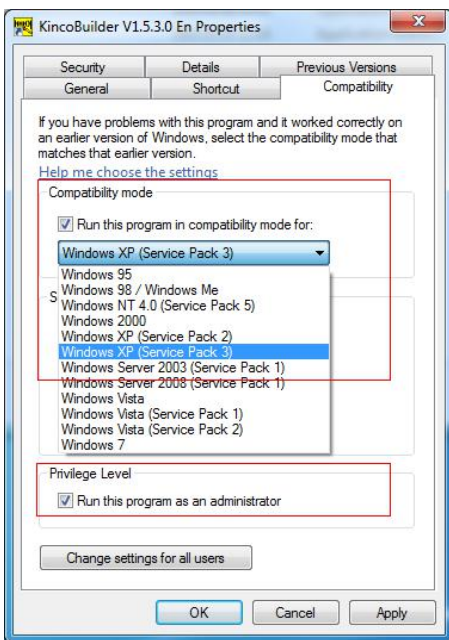 KincoBuilder V1.5.3.0 En Properties
Security Details Previous Versions
General Shortcut Compatibility
If you have problems with this program and it worked correctly on
an earlier version of Windows, select the compatibility mode that
matches that earlier version.
Help me choose the settings
Compatibility mode
Run this program in compatibility mode for:
Windows XP (Service Pack 3)
Windows 95
Windows 98 / Windows Me
Windows NT 4.0 (Service Pack 5)
Windows 2000
Windows XP (Service Pack 2)
Windows XP (Service Pack 3)
Windows Server 2003 (Service Pack 1)
Windows Server 2008 (Service Pack 1)
Windows Vista
Windows Vista (Service Pack 1)
Windows Vista (Service Pack 2)
Windows 7
Privilege Level
Run this program as an administrator
Change settings for all users
OK Cancel Apply